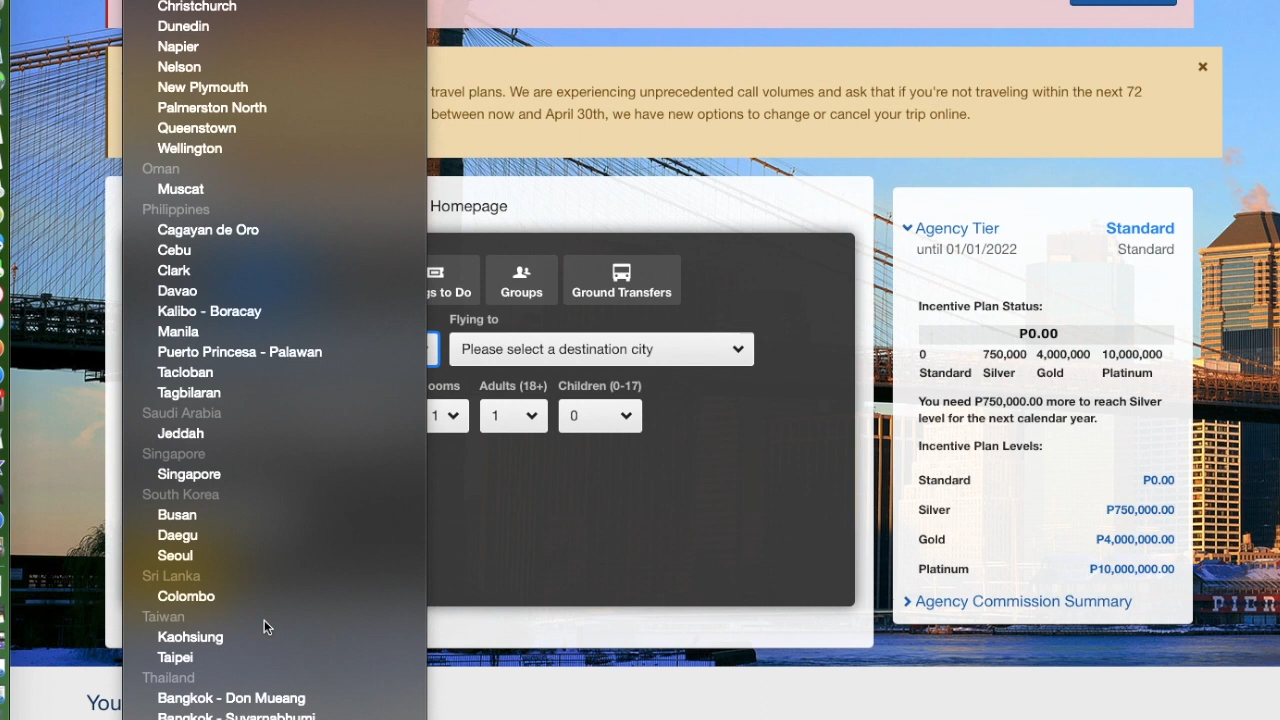 Christchurch
Dunedin
Napier
Nelson
New Plymouth
Palmerston North
Queenstown
Wellington
Oman
Muscat
Philippines
Cagayan de Oro
Cebu
Clark
Davao
Kalibo - Boracay
Manila
Puerto Princesa - Palawan
Tacloban
Tagbilaran
Saudi Arabia
Jeddah
Singapore
Singapore
South Korea
Busan
Daegu
Seoul
Sri Lanka
Colombo
Taiwan
Kaohsiung
Taipei
Thailand
Bangkok - Don Mueang
Bangkok - Suvarnabhumi
travel plans. We are experiencing unprecedented call volumes and ask that if you're not traveling within the next 72
between now and April 30th, we have new options to change or cancel your trip online.
×
Homepage
gs to Do
Groups
Ground Transfers
Flying to
Please select a destination city
ooms
Adults (18+)
Children (0-17)
1
1
0
Agency Tier
Standard
until 01/01/2022
Standard
Incentive Plan Status:
P0.00
0 750,000 4,000,000 10,000,000
Standard Silver Gold Platinum
You need P750,000.00 more to reach Silver
level for the next calendar year.
Incentive Plan Levels:
Standard P0.00
Silver P750,000.00
Gold P4,000,000.00
Platinum P10,000,000.00
Agency Commission Summary
PIER
You